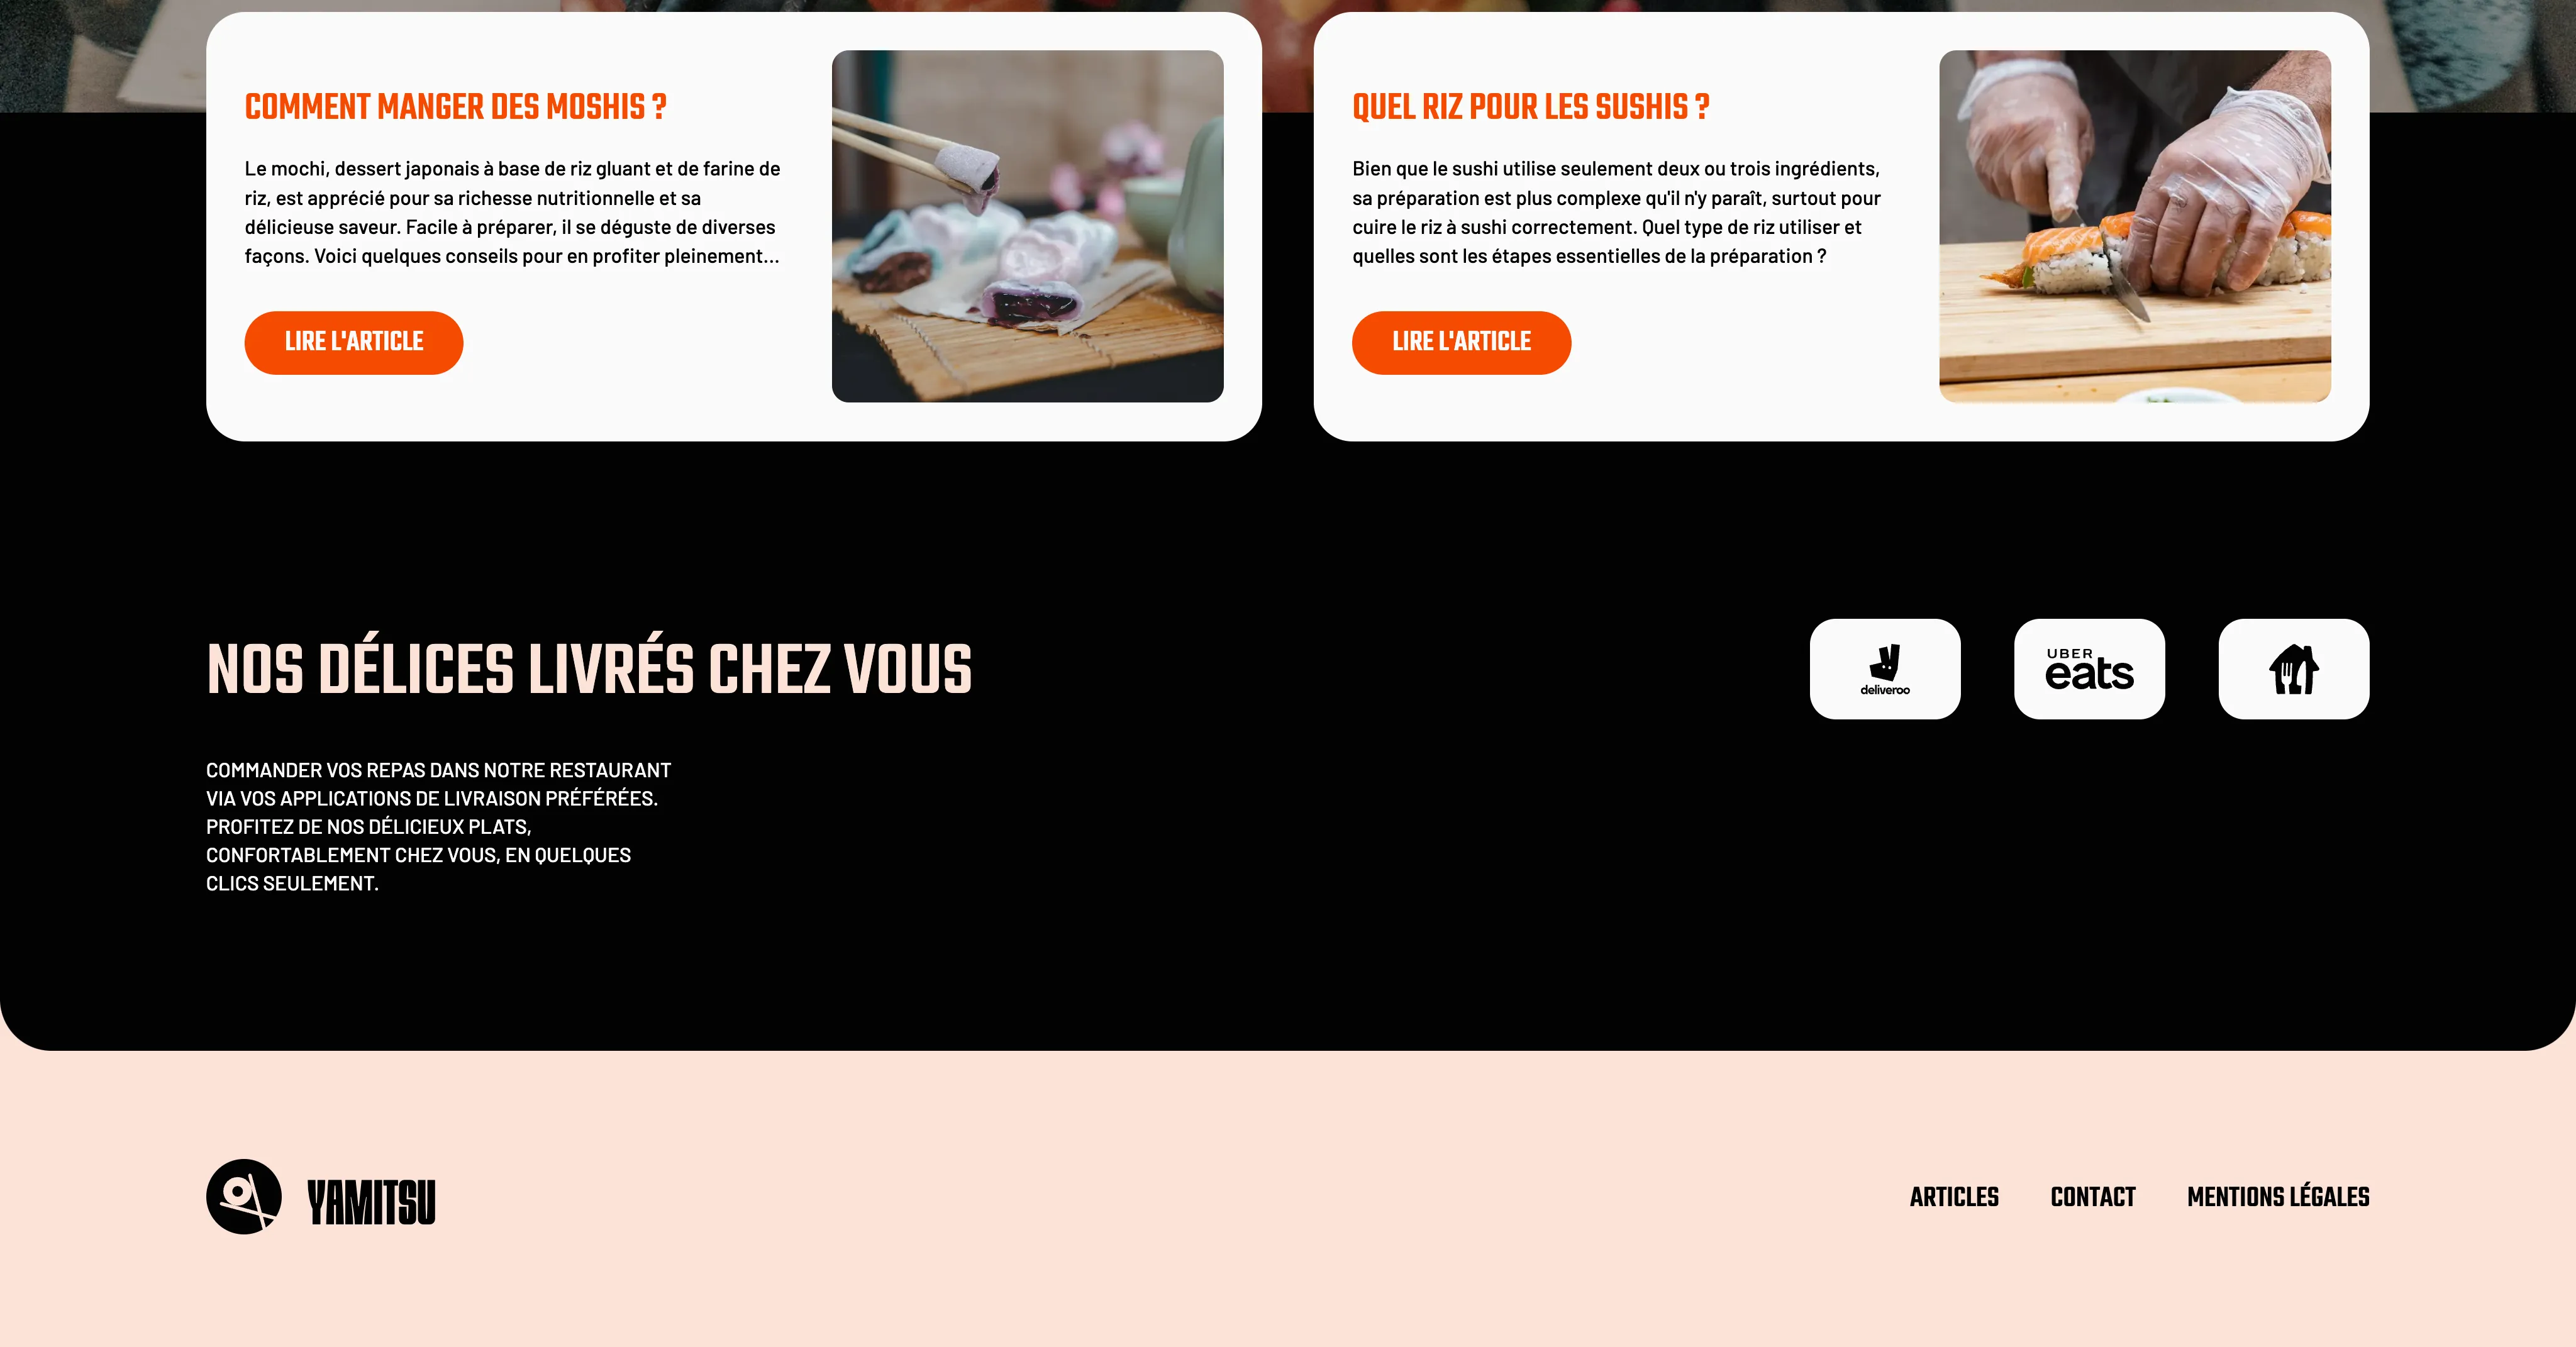 COMMENT MANGER DES MOSHIS ?
Le mochi, dessert japonais à base de riz gluant et de farine de
riz, est apprécié pour sa richesse nutritionnelle et sa
délicieuse saveur. Facile à préparer, il se déguste de diverses
façons. Voici quelques conseils pour en profiter pleinement...
LIRE L'ARTICLE
QUEL RIZ POUR LES SUSHIS ?
Bien que le sushi utilise seulement deux ou trois ingrédients,
sa préparation est plus complexe qu'il n'y paraît, surtout pour
cuire le riz à sushi correctement. Quel type de riz utiliser et
quelles sont les étapes essentielles de la préparation ?
LIRE L'ARTICLE
NOS DÉLICES LIVRÉS CHEZ VOUS
deliveroo
UBER
eats
COMMANDER VOS REPAS DANS NOTRE RESTAURANT
VIA VOS APPLICATIONS DE LIVRAISON PRÉFÉRÉES.
PROFITEZ DE NOS DÉLICIEUX PLATS,
CONFORTABLEMENT CHEZ VOUS, EN QUELQUES
CLICS SEULEMENT.
YAMITSU
ARTICLES
CONTACT
MENTIONS LÉGALES